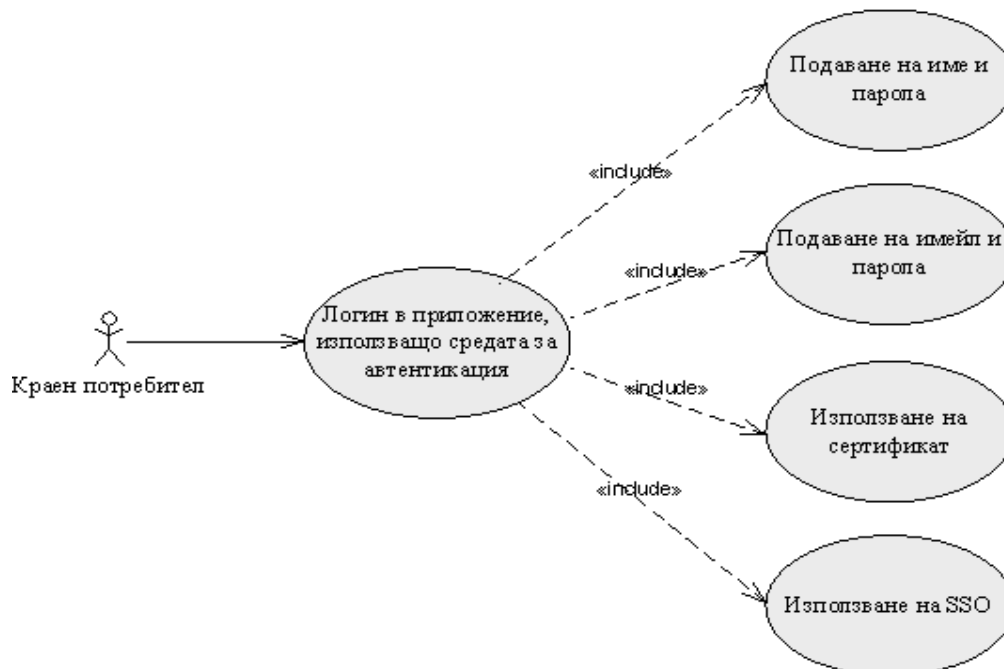 Подаване на име и
парола
«include»
Подаване на имейл и
парола
«include»
Логин в приложение,
използващо средата за
автентикация
Краен потребител
«include»
Използване на
сертификат
«include»
Използване на SSO